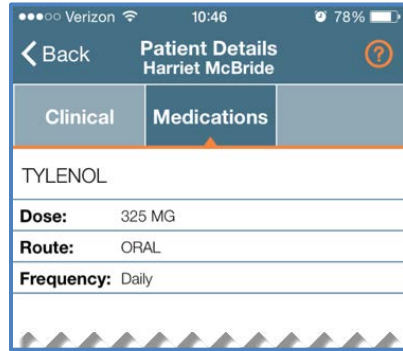 Verizon 10:46 78%
Back Patient Details ?
Harriet McBride
Clinical Medications
TYLENOL
Dose: 325 MG
Route: ORAL
Frequency: Daily